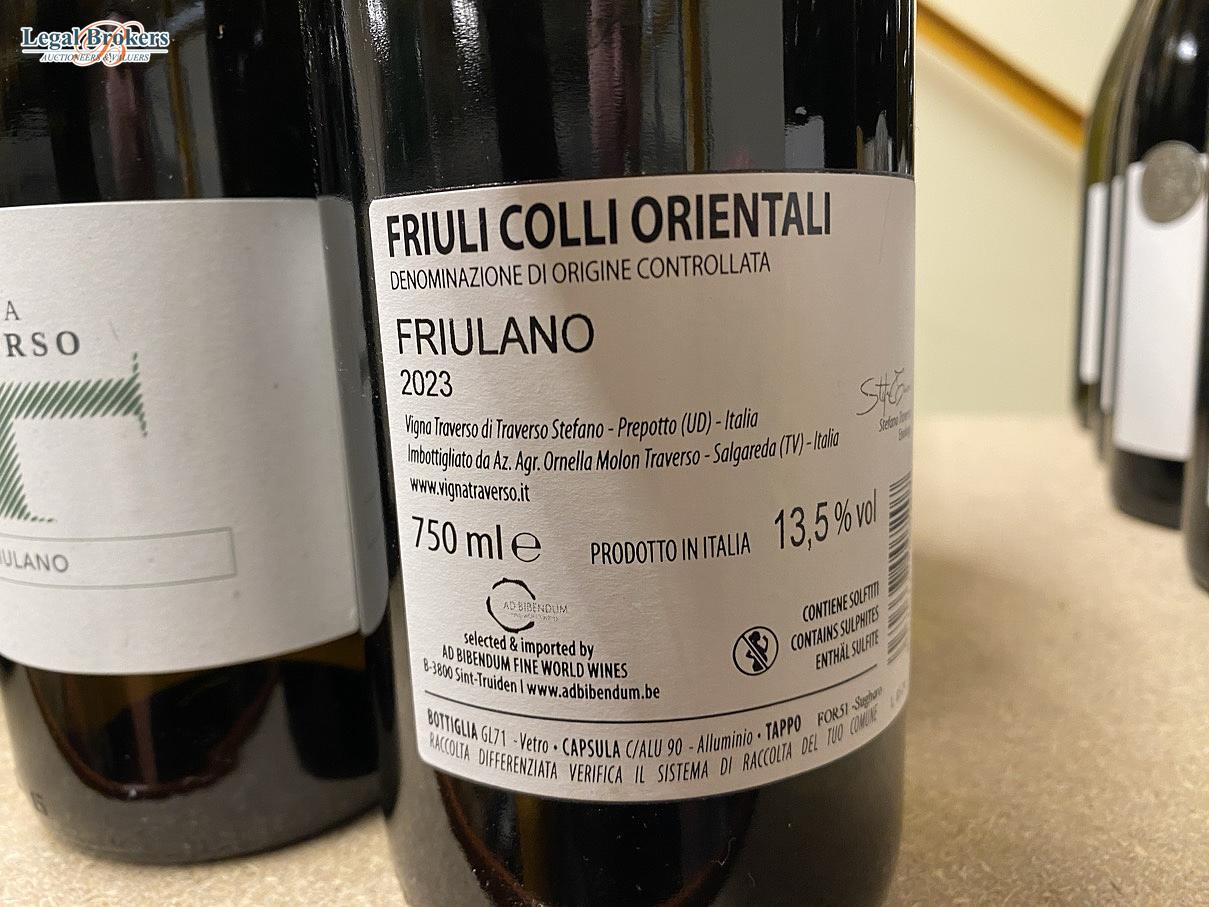 Legal Brokers
AUCTIONEERS & VALUERS
A
RSO
ULANO
FRIULI COLLI ORIENTALI
DENOMINAZIONE DI ORIGINE CONTROLLATA
FRIULANO
2023
Vigna Traverso di Traverso Stefano - Prepotto (UD) - Italia
Imbottigliato da Az. Agr. Ornella Molon Traverso - Salgareda (TV) - Italia
www.vignatraverso.it
Stefano
750 ml e
PRODOTTO IN ITALIA
13,5 % vol
AD BIBENDUM
selected & imported by
AD BIBENDUM FINE WORLD WINES
B-3800 Sint-Truiden | www.adbibendum.be
CONTIENE SOLFITI
CONTAINS SULPHITES
ENTHÄL SULFITE
BOTTIGLIA GL71 - Vetro • CAPSULA C/ALU 90 - Alluminio • TAPPO FOR51 - Sughero
RACCOLTA DIFFERENZIATA VERIFICA IL SISTEMA DI RACCOLTA DEL TUO COMUNE